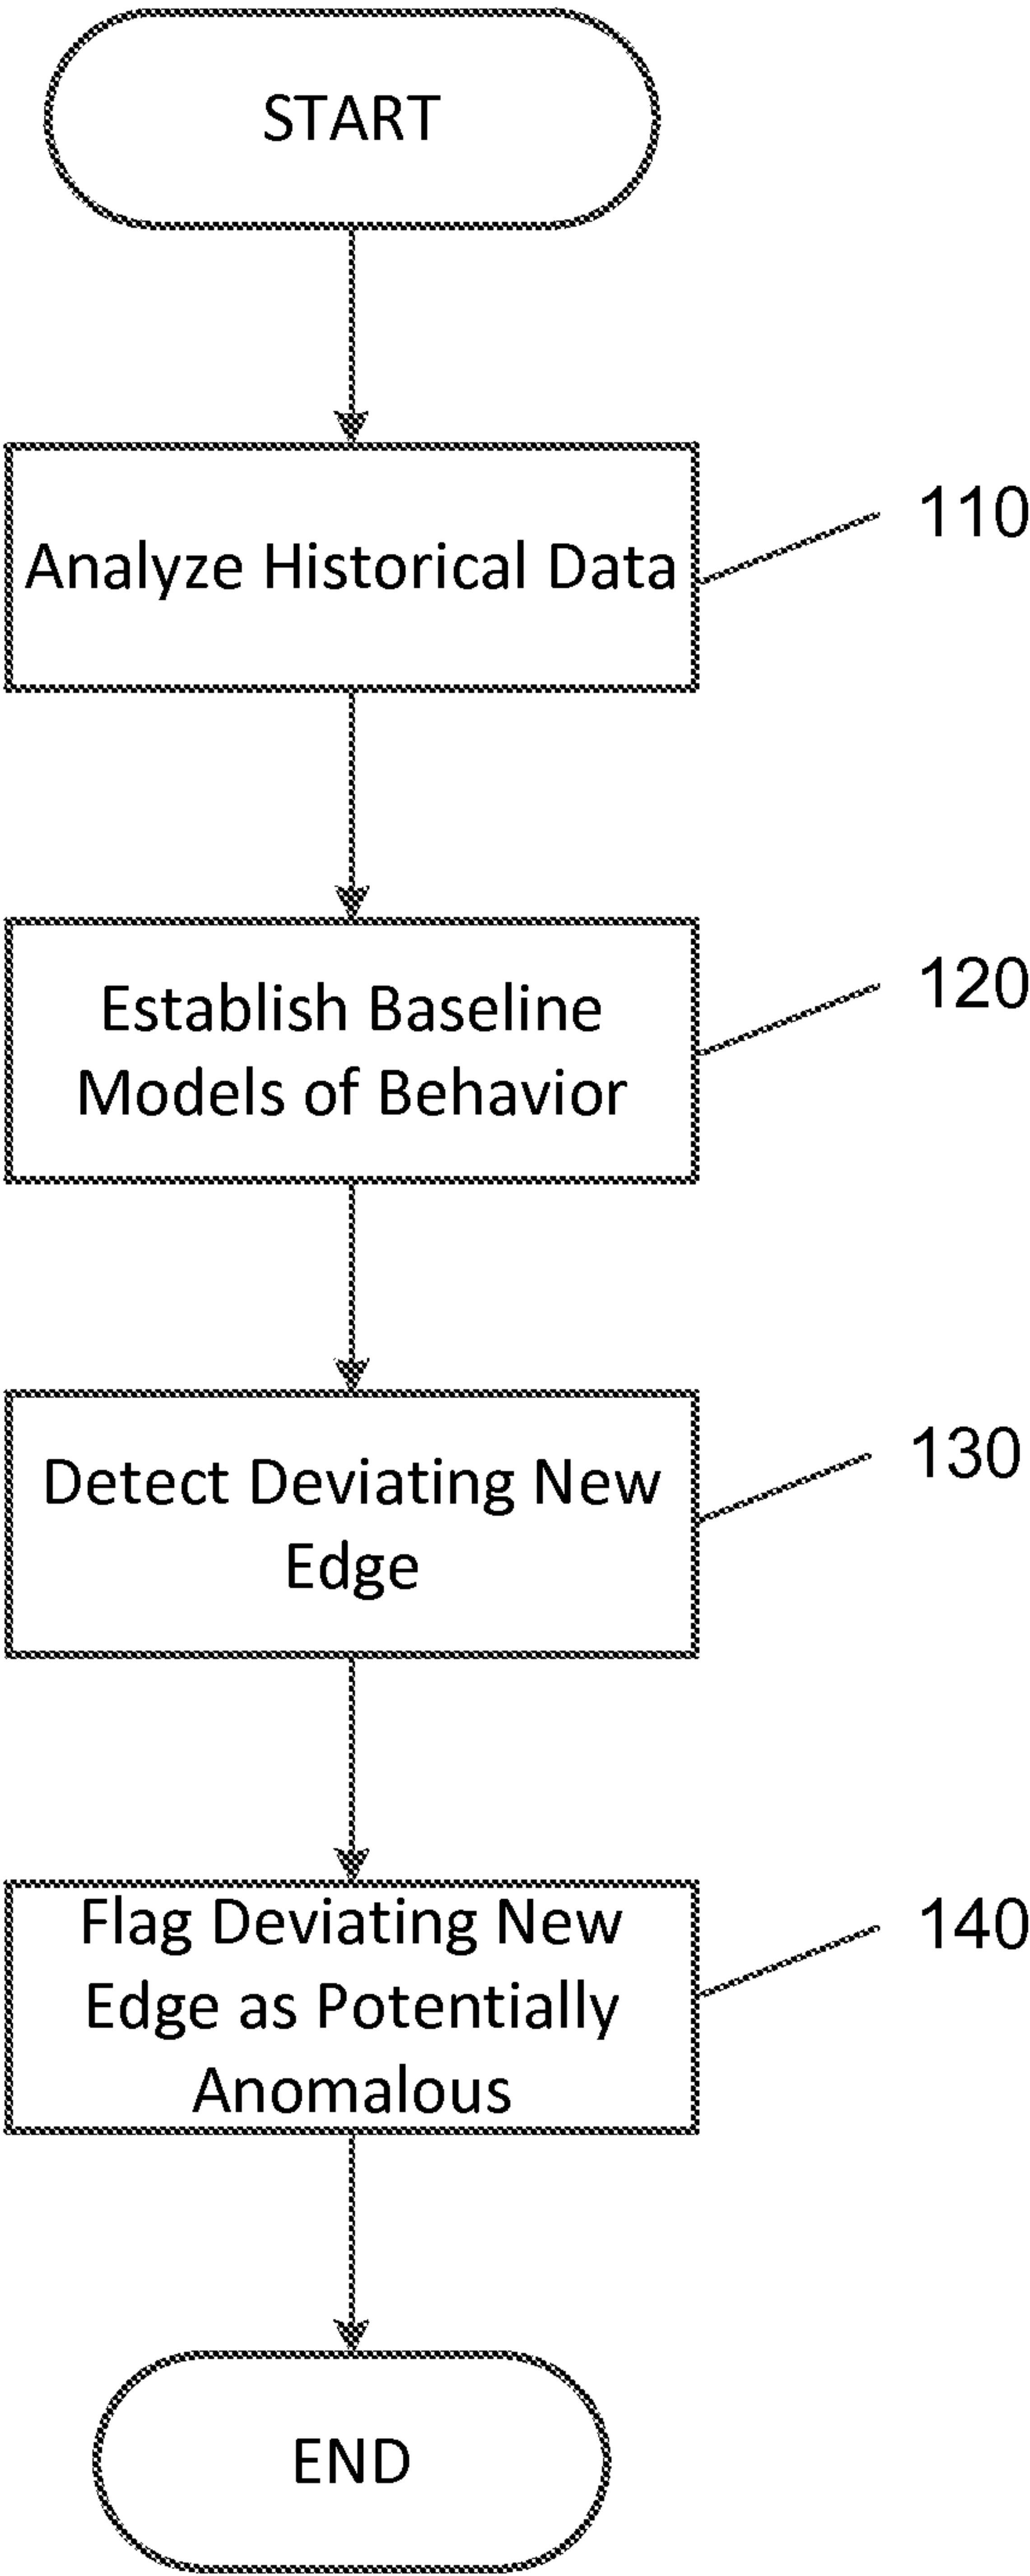 START
Analyze Historical Data
110
Establish Baseline
Models of Behavior
120
Detect Deviating New
Edge
130
Flag Deviating New
Edge as Potentially
Anomalous
140
END